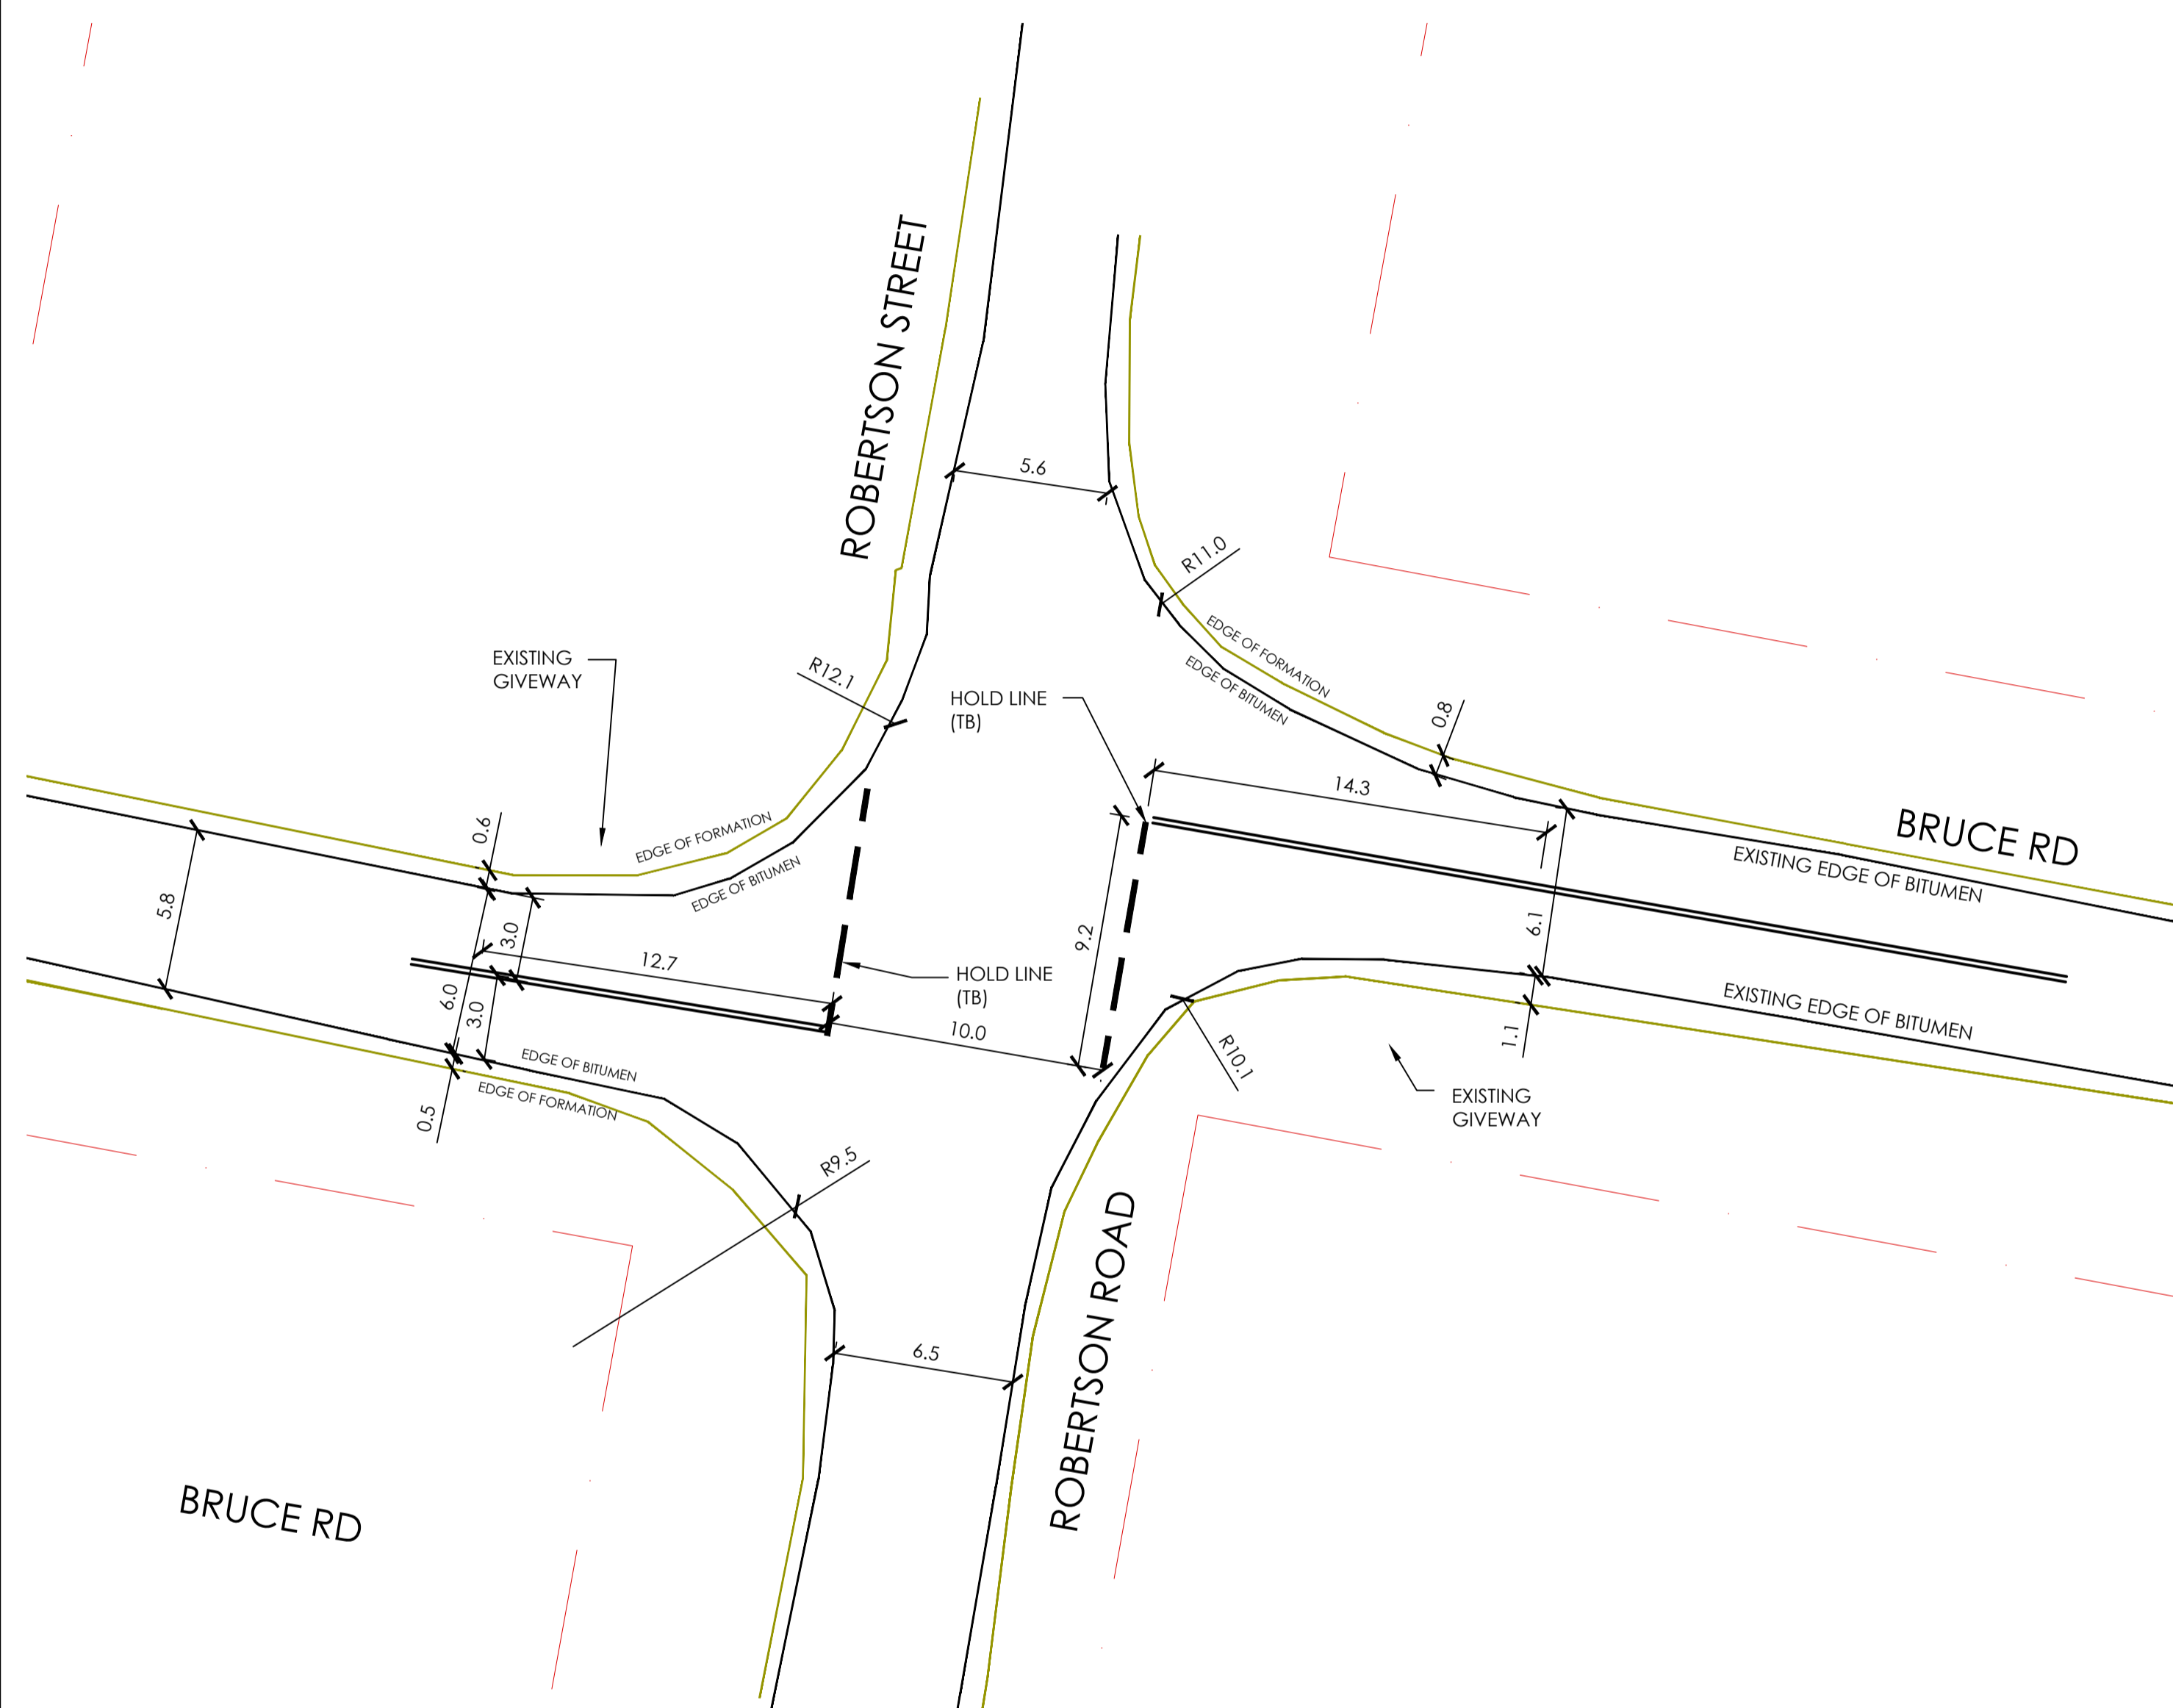 ROBERTSON STREET
5.6
R11.0
EDGE OF FORMATION
EDGE OF BITUMEN
EXISTING
GIVEWAY
R12.1
HOLD LINE
(TB)
0.8
14.3
BRUCE RD
EXISTING EDGE OF BITUMEN
0.6
EDGE OF FORMATION
EDGE OF BITUMEN
5.8
3.0
12.7
9.2
6.1
HOLD LINE
(TB)
6.0
3.0
10.0
EXISTING EDGE OF BITUMEN
1.1
R10.1
EDGE OF BITUMEN
EDGE OF FORMATION
0.5
EXISTING
GIVEWAY
R9.5
ROBERTSON ROAD
6.5
BRUCE RD